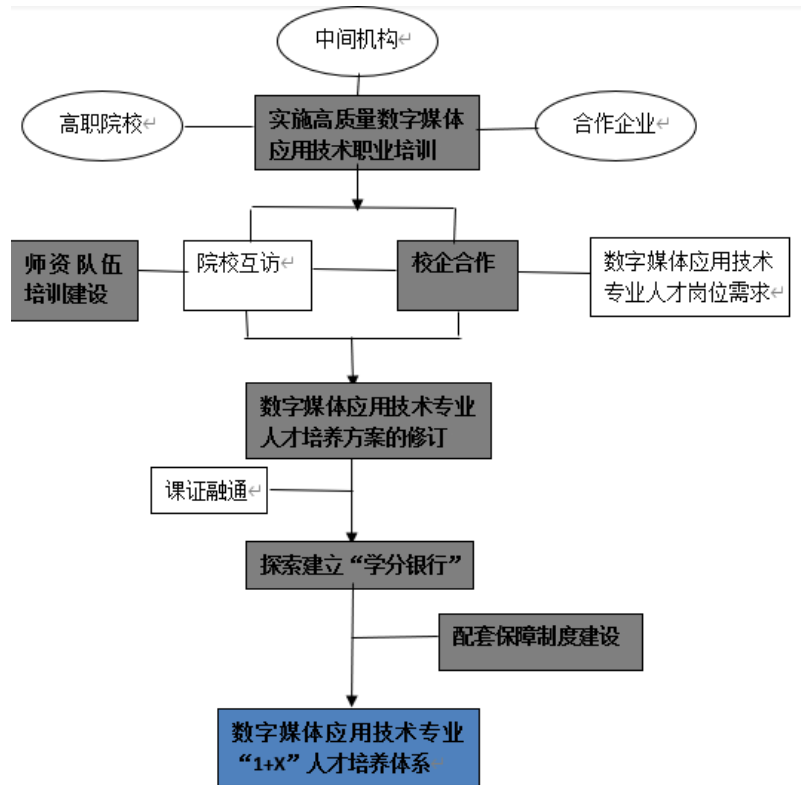 中间机构
高职院校
实施高质量数字媒体
应用技术职业培训
合作企业
师资队伍
培训建设
院校互访
校企合作
数字媒体应用技术
专业人才岗位需求
数字媒体应用技术专业
人才培养方案的修订
课证融通
探索建立“学分银行”
配套保障制度建设
数字媒体应用技术专业
“1+X”人才培养体系